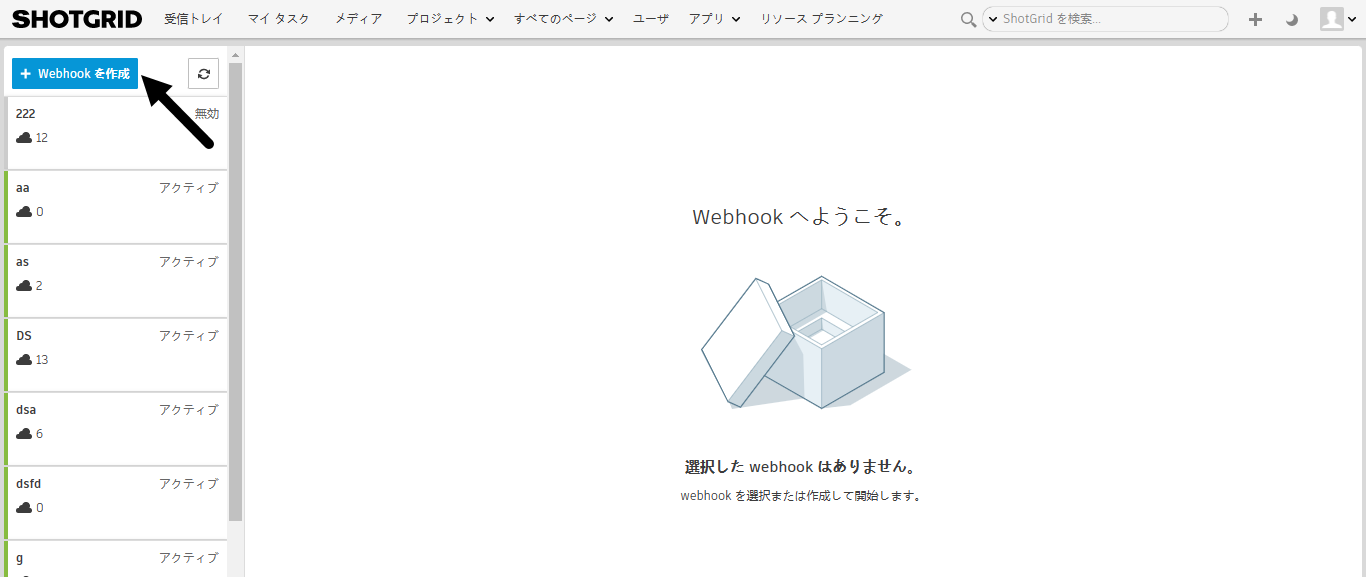 SHOTGRID 受信トレイ マイ タスク メディア プロジェクト すべてのページ ユーザ アプリ リソース プランニング ShotGrid を検索...
+ Webhook を作成
222 無効
12
aa アクティブ
0
as アクティブ
2
DS アクティブ
13
dsa アクティブ
6
dsfd アクティブ
0
g アクティブ
Webhook へようこそ。
選択した webhook はありません。
webhook を選択または作成して開始します。